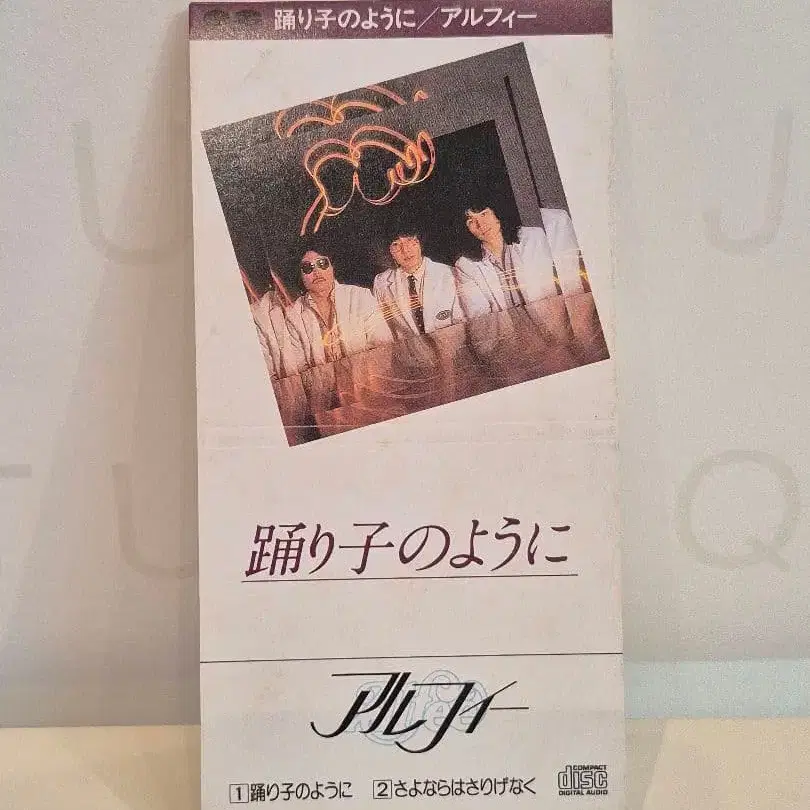 踊り子のように／アルフィー
踊り子のように
アルフィー
1 踊り子のように 2 さよならはさりげなく
COMPACT
disc
DIGITAL AUDIO
U J
U Q